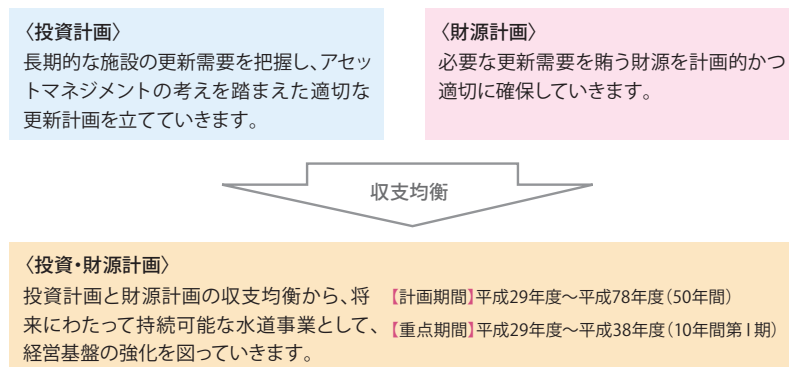 〈投資計画〉
長期的な施設の更新需要を把握し、アセッ
トマネジメントの考えを踏まえた適切な
更新計画を立てていきます。
〈財源計画〉
必要な更新需要を賄う財源を計画的かつ
適切に確保していきます。
収支均衡
〈投資・財源計画〉
投資計画と財源計画の収支均衡から、将
来にわたって持続可能な水道事業として、
経営基盤の強化を図っていきます。
【計画期間】平成29年度～平成78年度（50年間）
【重点期間】平成29年度～平成38年度（10年間第Ⅰ期）